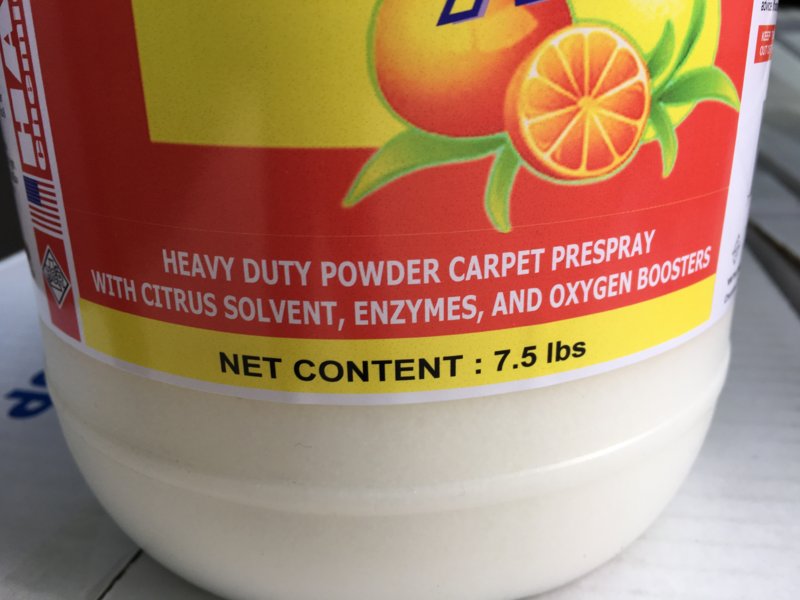 HEAVY DUTY POWDER CARPET PRESPRAY
WITH CITRUS SOLVENT, ENZYMES, AND OXYGEN BOOSTERS
NET CONTENT : 7.5 lbs